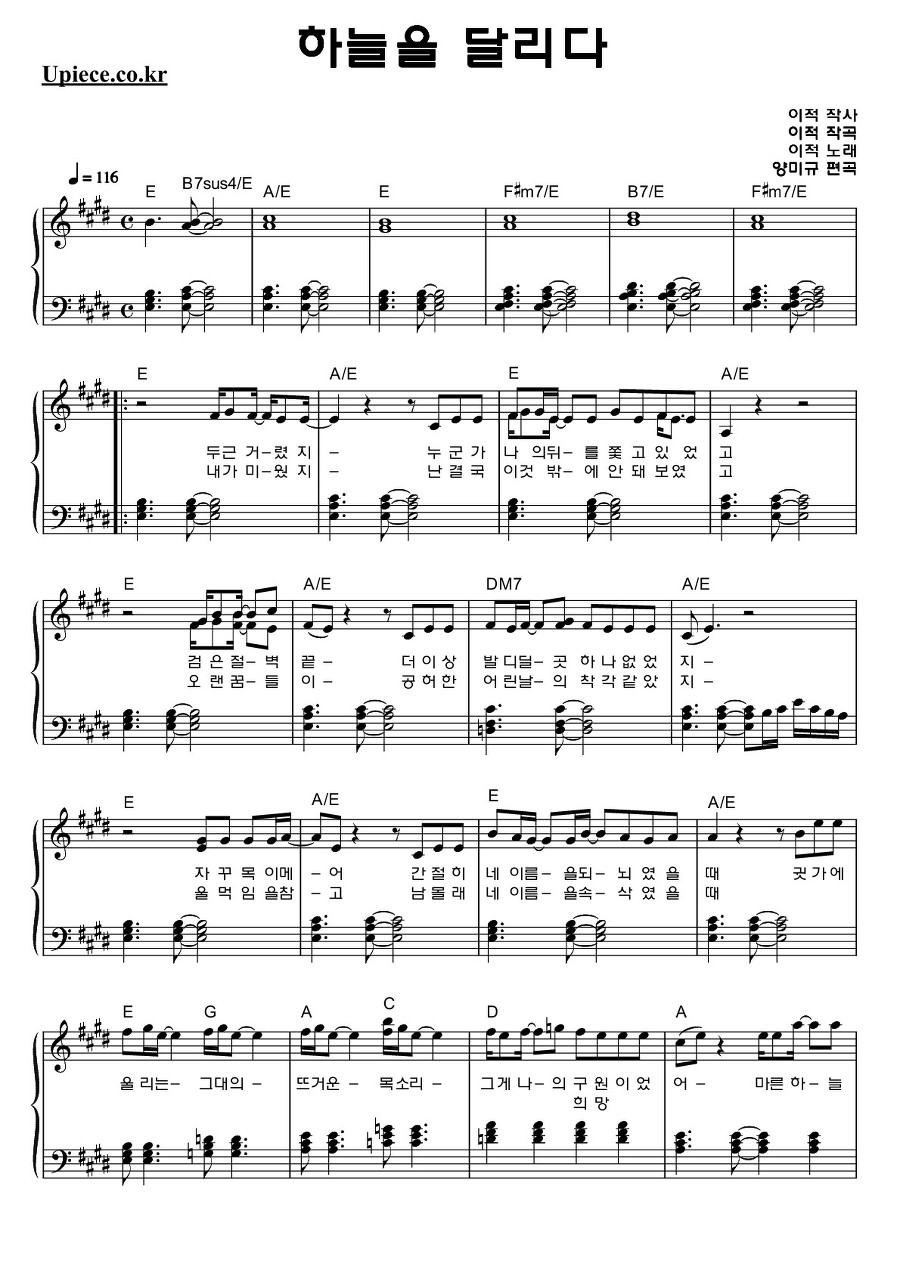 하늘을 달리다
Upiece.co.kr
이적 작사
이적 작곡
이적 노래
양미규 편곡
♩= 116
E B7sus4/E A/E E F#m7/E B7/E F#m7/E
E A/E E A/E
두근 거–렸 지– 누 군 가 나 의뒤–를 쫓 고 있 었 고
내가 미–웠 지– 난 결 국 이것 밖–에 안 돼 보였 고
E A/E DM7 A/E
검 은 절–벽 끝– 더 이 상 발 디딜–곳 하 나 없 었 지–
오 랜 꿈–들 이– 공 허 한 어 린날–의 착 각 같 았 지–
E A/E E A/E
자 꾸 목 이메–어 간 절 히 네 이름–을되–뇌 였 을 때 귓 가 에
울 먹 임 을참–고 남 몰 래 네 이름–을속–삭 였 을 때
E G A C D A
울 리는– 그대의– 뜨거운– 목소리– 그게 나–의 구 원 이 었 어– 마른 하–늘
희 망